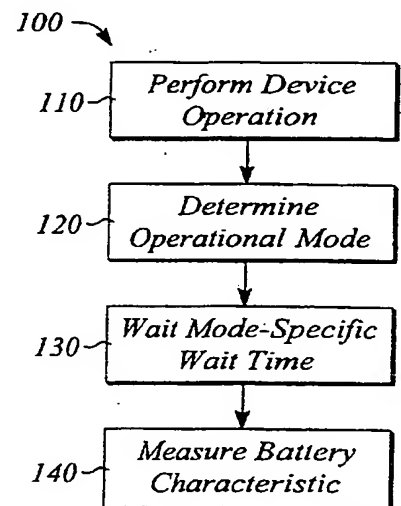 100
110
Perform Device
Operation
120
Determine
Operational Mode
130
Wait Mode-Specific
Wait Time
140
Measure Battery
Characteristic